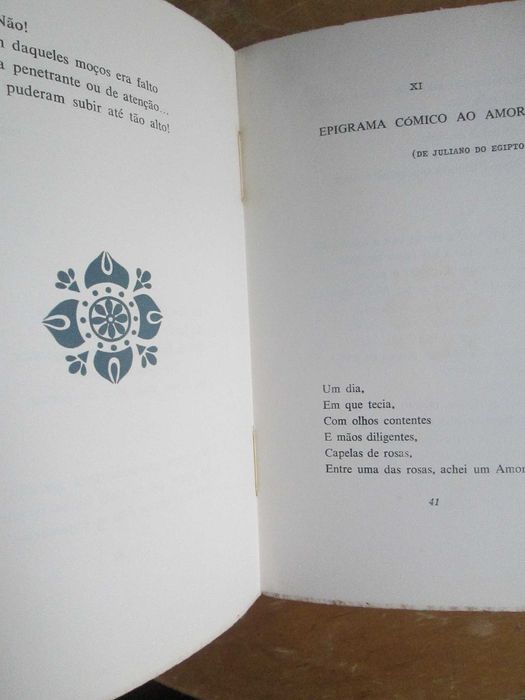 Não!
daqueles moços era falto
a penetrante ou de atenção...
puderam subir até tão alto!
XI
EPIGRAMA CÓMICO AO AMOR
(DE JULIANO DO EGIPTO
Um dia,
Em que tecia,
Com olhos contentes
E mãos diligentes,
Capelas de rosas,
Entre uma das rosas, achei um Amor
41